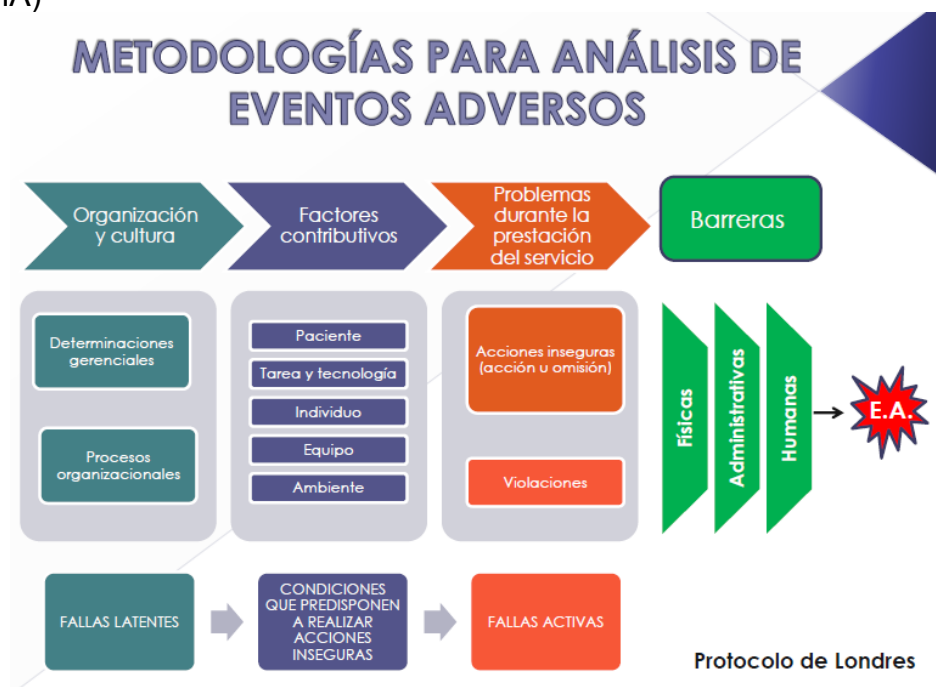 IA)
METODOLOGÍAS PARA ANÁLISIS DE
EVENTOS ADVERSOS
Organización
y cultura
Factores
contributivos
Problemas
durante la
prestación
del servicio
Barreras
Determinaciones
gerenciales
Procesos
organizacionales
Paciente
Tarea y tecnología
Individuo
Equipo
Ambiente
Acciones inseguras
(acción u omisión)
Violaciones
Físicas
Administrativas
Humanas
E.A.
FALLAS LATENTES
CONDICIONES
QUE PREDISPONEN
A REALIZAR
ACCIONES
INSEGURAS
FALLAS ACTIVAS
Protocolo de Londres